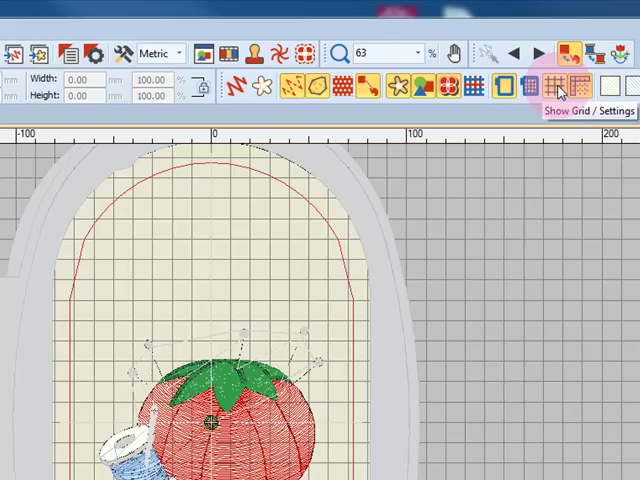 Metric 63 %
mm Width: 0.00 100.00 %
mm Height: 0.00 100.00 %
Show Grid / Settings
-100 0 100 200